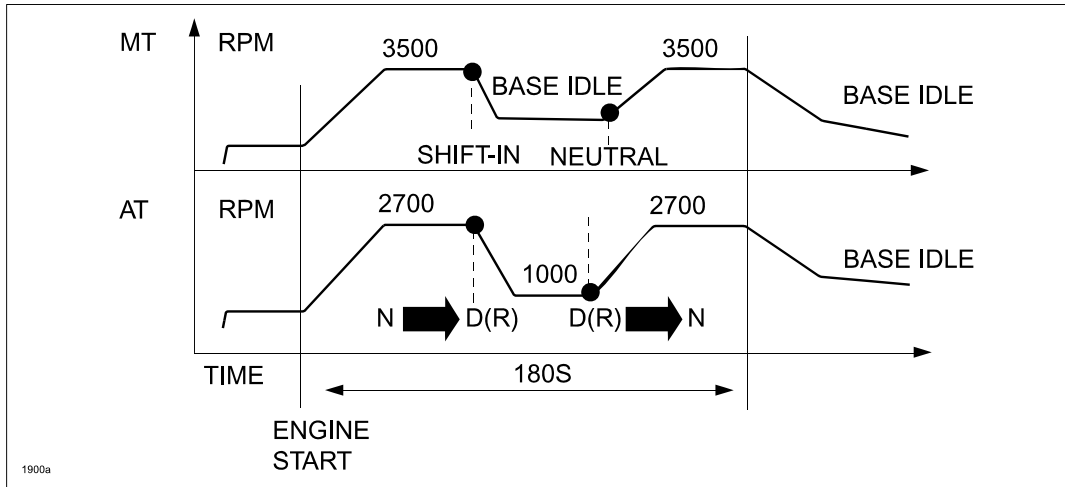 MT RPM 3500 3500
BASE IDLE BASE IDLE
SHIFT-IN NEUTRAL
AT RPM 2700 2700
1000 BASE IDLE
N D(R) D(R) N
TIME 180S
ENGINE
START
1900a